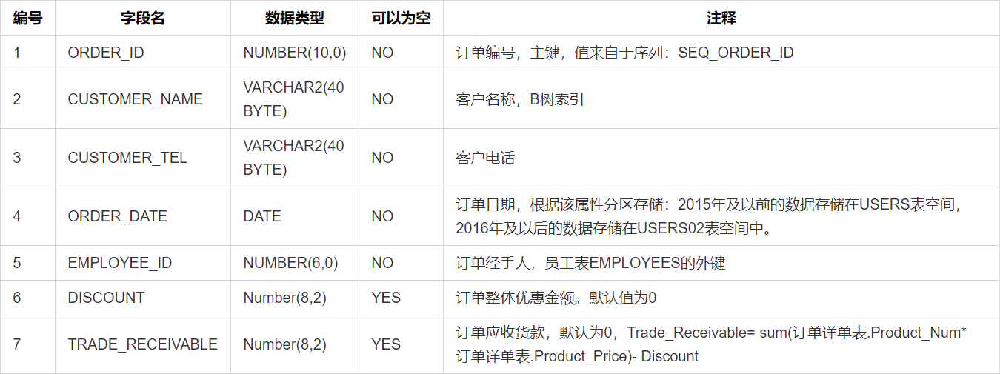 编号 字段名 数据类型 可以为空 注释
1 ORDER_ID NUMBER(10,0) NO 订单编号，主键，值来自于序列：SEQ_ORDER_ID
2 CUSTOMER_NAME VARCHAR2(40 BYTE) NO 客户名称，B树索引
3 CUSTOMER_TEL VARCHAR2(40 BYTE) NO 客户电话
4 ORDER_DATE DATE NO 订单日期，根据该属性分区存储：2015年及以前的数据存储在USERS表空间，
2016年及以后的数据存储在USERS02表空间中。
5 EMPLOYEE_ID NUMBER(6,0) NO 订单经手人，员工表EMPLOYEES的外键
6 DISCOUNT Number(8,2) YES 订单整体优惠金额。默认值为0
7 TRADE_RECEIVABLE Number(8,2) YES 订单应收货款，默认为0，Trade_Receivable= sum(订单详单表.Product_Num*
订单详单表.Product_Price)- Discount